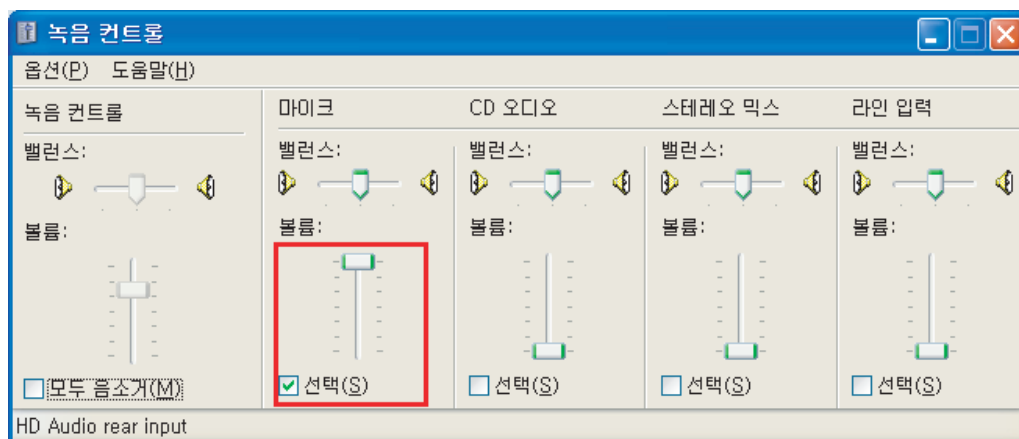 녹음 컨트롤
옵션(P) 도움말(H)
녹음 컨트롤 마이크 CD 오디오 스테레오 믹스 라인 입력
밸런스: 밸런스: 밸런스: 밸런스: 밸런스:
볼륨: 볼륨: 볼륨: 볼륨: 볼륨:
모두 음소거(M) 선택(S) 선택(S) 선택(S) 선택(S)
HD Audio rear input